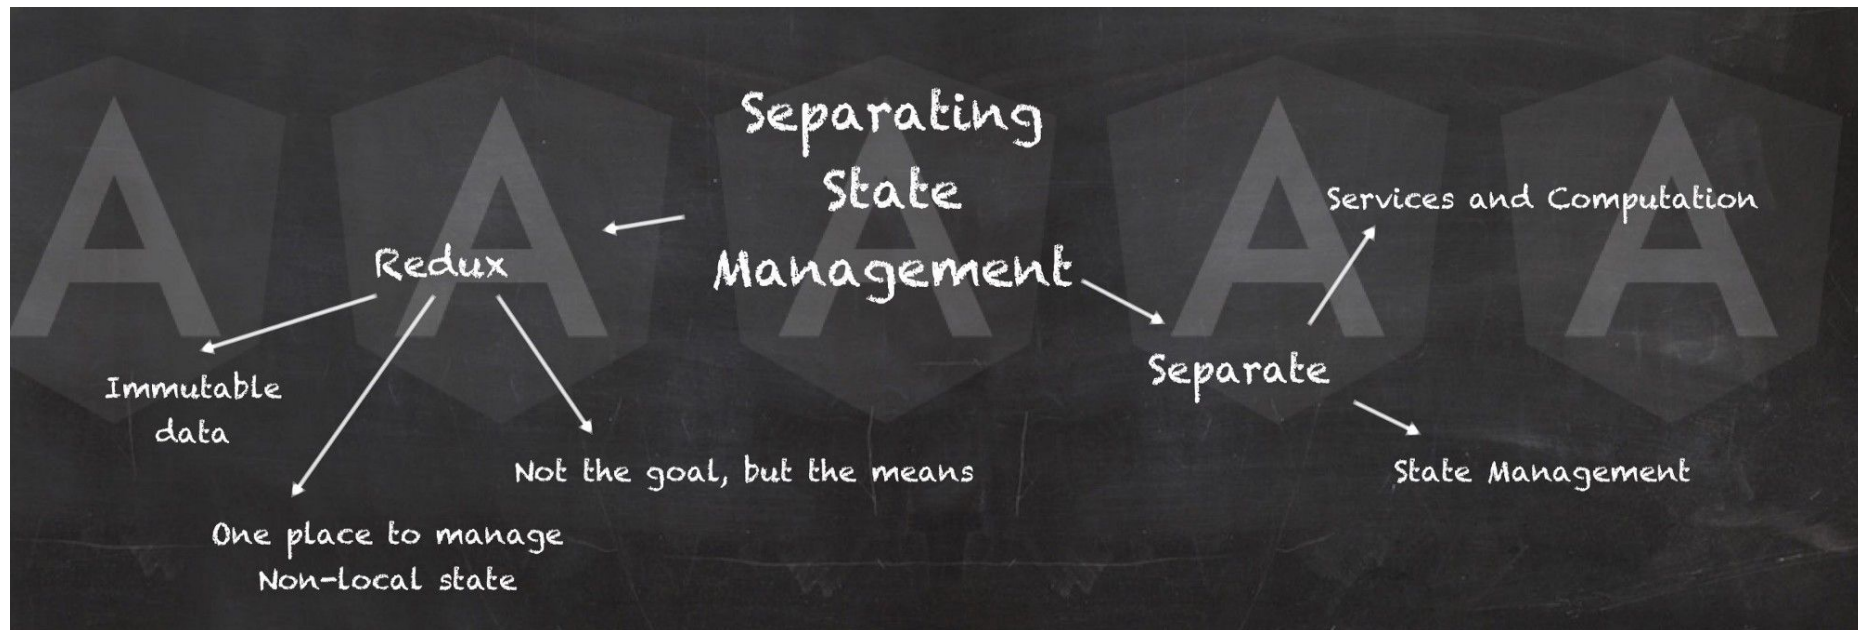 Separating
State
Management
Redux
Immutable
data
One place to manage
Non-local state
Not the goal, but the means
Separate
Services and Computation
State Management